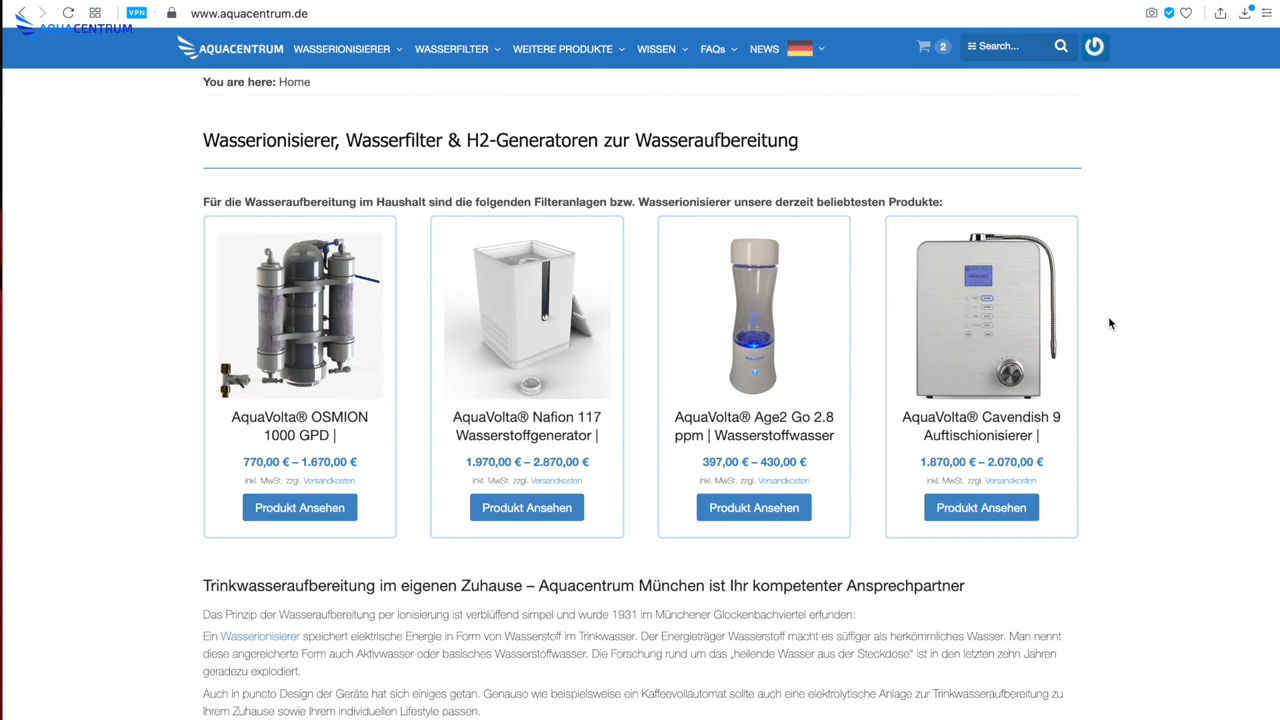 VPN
www.aquacentrum.de
AQUACENTRUM
AQUACENTRUM WASSERIONISIERER WASSERFILTER WEITERE PRODUKTE WISSEN FAQs NEWS 2 Search...
You are here: Home
Wasserionisierer, Wasserfilter & H2-Generatoren zur Wasseraufbereitung
Für die Wasseraufbereitung im Haushalt sind die folgenden Filteranlagen bzw. Wasserionisierer unsere derzeit beliebtesten Produkte:
AquaVolta® OSMION
1000 GPD |
770,00 € – 1.670,00 €
inkl. MwSt. zzgl. Versandkosten
Produkt Ansehen
AquaVolta® Nafion 117
Wasserstoffgenerator |
1.970,00 € – 2.870,00 €
inkl. MwSt. zzgl. Versandkosten
Produkt Ansehen
AquaVolta® Age2 Go 2.8
ppm | Wasserstoffwasser
397,00 € – 430,00 €
inkl. MwSt. zzgl. Versandkosten
Produkt Ansehen
AquaVolta® Cavendish 9
Auftischionisierer |
1.870,00 € – 2.070,00 €
inkl. MwSt. zzgl. Versandkosten
Produkt Ansehen
Trinkwasseraufbereitung im eigenen Zuhause – Aquacentrum München ist Ihr kompetenter Ansprechpartner
Das Prinzip der Wasseraufbereitung per Ionisierung ist verblüffend simpel und wurde 1931 im Münchener Glockenbachviertel erfunden:
Ein Wasserionisierer speichert elektrische Energie in Form von Wasserstoff im Trinkwasser. Der Energieträger Wasserstoff macht es süffiger als herkömmliches Wasser. Man nennt
diese angereicherte Form auch Aktivwasser oder basisches Wasserstoffwasser. Die Forschung rund um das „heilende Wasser aus der Steckdose“ ist in den letzten zehn Jahren
geradezu explodiert.
Auch in puncto Design der Geräte hat sich einiges getan. Genauso wie beispielsweise ein Kaffeevollautomat sollte auch eine elektrolytische Anlage zur Trinkwasseraufbereitung zu
Ihrem Zuhause sowie Ihrem individuellen Lifestyle passen.